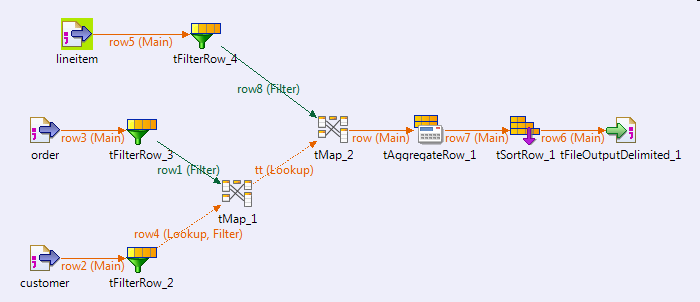 row5 (Main)
lineitem
tFilterRow_4
row8 (Filter)
row3 (Main)
order
tFilterRow_3
row1 (Filter)
tMap_2
row (Main)
tAggregateRow_1
row7 (Main)
tSortRow_1
row6 (Main)
tFileOutputDelimited_1
tt (Lookup)
tMap_1
row4 (Lookup, Filter)
row2 (Main)
customer
tFilterRow_2